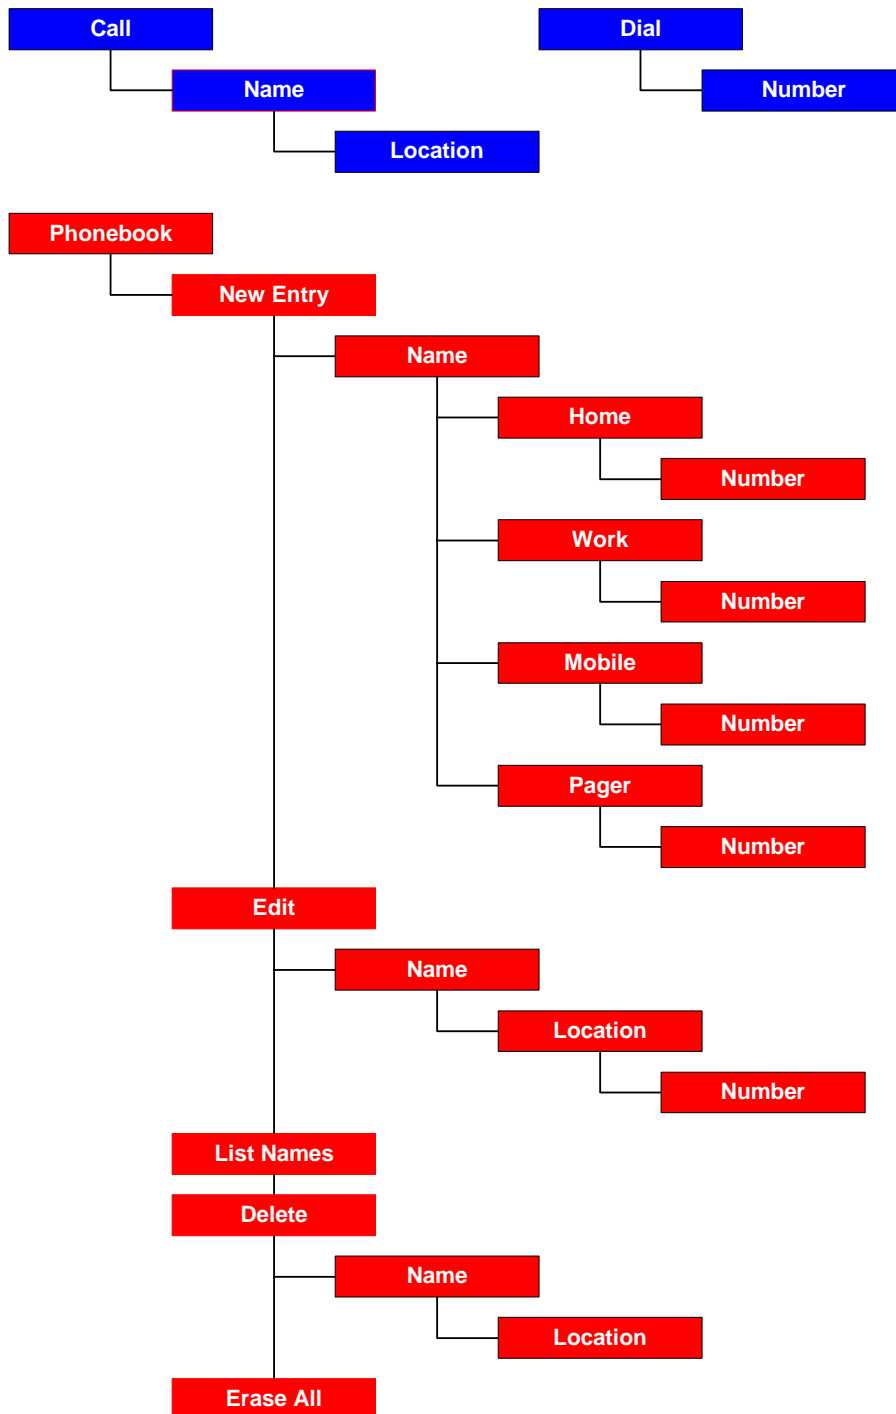 Call
Dial
Name
Number
Location
Phonebook
New Entry
Name
Home
Number
Work
Number
Mobile
Number
Pager
Number
Edit
Name
Location
Number
List Names
Delete
Name
Location
Erase All